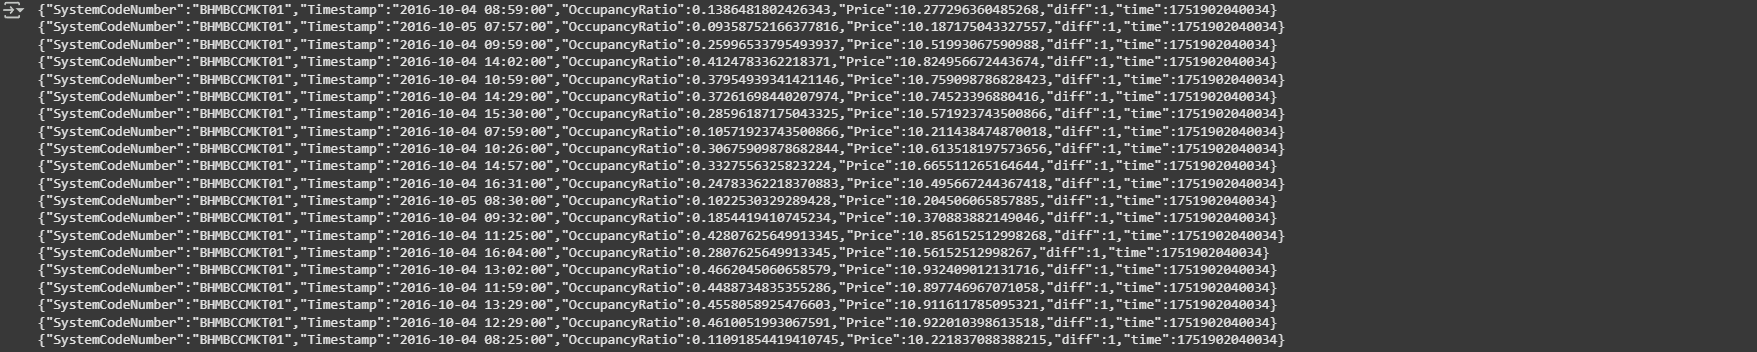 {"SystemCodeNumber":"BHMBCCMKT01","Timestamp":"2016-10-04 08:59:00","OccupancyRatio":0.1386481802426343,"Price":10.277296360485268,"diff":1,"time":1751902040034}
{"SystemCodeNumber":"BHMBCCMKT01","Timestamp":"2016-10-05 07:57:00","OccupancyRatio":0.09358752166377816,"Price":10.187175043327557,"diff":1,"time":1751902040034}
{"SystemCodeNumber":"BHMBCCMKT01","Timestamp":"2016-10-04 09:59:00","OccupancyRatio":0.25996533795493937,"Price":10.51993067590988,"diff":1,"time":1751902040034}
{"SystemCodeNumber":"BHMBCCMKT01","Timestamp":"2016-10-04 14:02:00","OccupancyRatio":0.4124783362218371,"Price":10.824956672443674,"diff":1,"time":1751902040034}
{"SystemCodeNumber":"BHMBCCMKT01","Timestamp":"2016-10-04 10:59:00","OccupancyRatio":0.37954939341421146,"Price":10.759098786828423,"diff":1,"time":1751902040034}
{"SystemCodeNumber":"BHMBCCMKT01","Timestamp":"2016-10-04 14:29:00","OccupancyRatio":0.37261698440207974,"Price":10.74523396880416,"diff":1,"time":1751902040034}
{"SystemCodeNumber":"BHMBCCMKT01","Timestamp":"2016-10-04 15:30:00","OccupancyRatio":0.28596187175043325,"Price":10.571923743500866,"diff":1,"time":1751902040034}
{"SystemCodeNumber":"BHMBCCMKT01","Timestamp":"2016-10-04 07:59:00","OccupancyRatio":0.10571923743500866,"Price":10.211438474870018,"diff":1,"time":1751902040034}
{"SystemCodeNumber":"BHMBCCMKT01","Timestamp":"2016-10-04 10:26:00","OccupancyRatio":0.30675909878682844,"Price":10.613518197573656,"diff":1,"time":1751902040034}
{"SystemCodeNumber":"BHMBCCMKT01","Timestamp":"2016-10-04 14:57:00","OccupancyRatio":0.3327556325823224,"Price":10.665511265164644,"diff":1,"time":1751902040034}
{"SystemCodeNumber":"BHMBCCMKT01","Timestamp":"2016-10-04 16:31:00","OccupancyRatio":0.24783362218370883,"Price":10.495667244367418,"diff":1,"time":1751902040034}
{"SystemCodeNumber":"BHMBCCMKT01","Timestamp":"2016-10-05 08:30:00","OccupancyRatio":0.1022530329289428,"Price":10.204506065857885,"diff":1,"time":1751902040034}
{"SystemCodeNumber":"BHMBCCMKT01","Timestamp":"2016-10-04 09:32:00","OccupancyRatio":0.1854419410745234,"Price":10.370883882149046,"diff":1,"time":1751902040034}
{"SystemCodeNumber":"BHMBCCMKT01","Timestamp":"2016-10-04 11:25:00","OccupancyRatio":0.42807625649913345,"Price":10.856152512998268,"diff":1,"time":1751902040034}
{"SystemCodeNumber":"BHMBCCMKT01","Timestamp":"2016-10-04 16:04:00","OccupancyRatio":0.2807625649913345,"Price":10.56152512998267,"diff":1,"time":1751902040034}
{"SystemCodeNumber":"BHMBCCMKT01","Timestamp":"2016-10-04 13:02:00","OccupancyRatio":0.4662045060658579,"Price":10.932409012131716,"diff":1,"time":1751902040034}
{"SystemCodeNumber":"BHMBCCMKT01","Timestamp":"2016-10-04 11:59:00","OccupancyRatio":0.4488734835355286,"Price":10.897746967071058,"diff":1,"time":1751902040034}
{"SystemCodeNumber":"BHMBCCMKT01","Timestamp":"2016-10-04 13:29:00","OccupancyRatio":0.4558058925476603,"Price":10.911611785095321,"diff":1,"time":1751902040034}
{"SystemCodeNumber":"BHMBCCMKT01","Timestamp":"2016-10-04 12:29:00","OccupancyRatio":0.4610051993067591,"Price":10.922010398613518,"diff":1,"time":1751902040034}
{"SystemCodeNumber":"BHMBCCMKT01","Timestamp":"2016-10-04 08:25:00","OccupancyRatio":0.11091854419410745,"Price":10.221837088388215,"diff":1,"time":1751902040034}